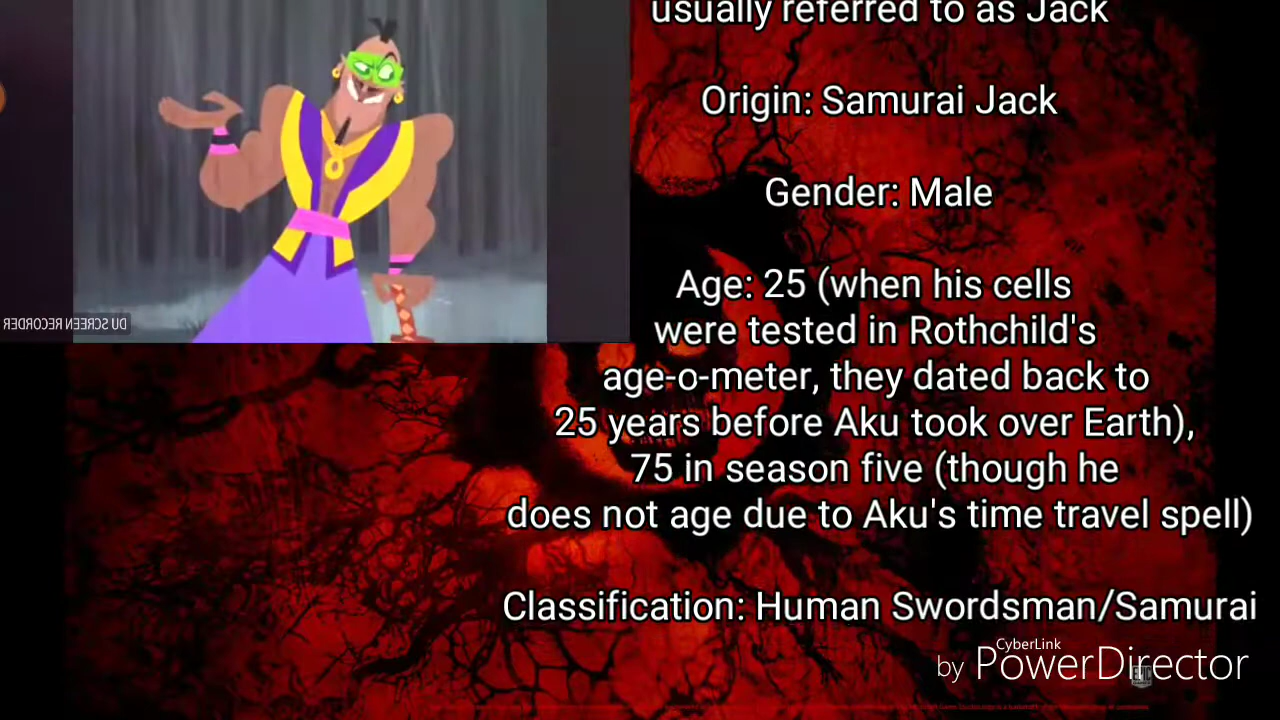 usually referred to as Jack
Origin: Samurai Jack
Gender: Male
Age: 25 (when his cells
were tested in Rothchild's
age-o-meter, they dated back to
25 years before Aku took over Earth),
75 in season five (though he
does not age due to Aku's time travel spell)
Classification: Human Swordsman/Samurai
DU SCREEN RECORDER
CyberLink
by PowerDirector